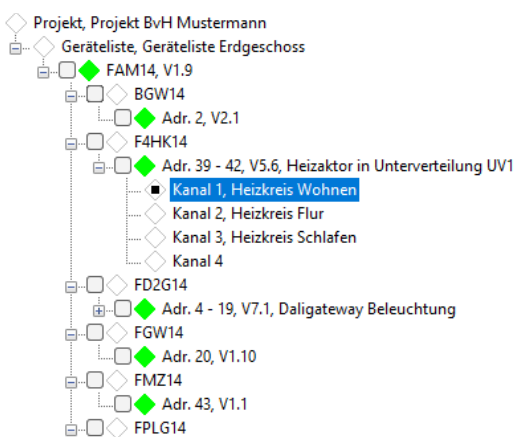 Projekt, Projekt BvH Mustermann
Geräteliste, Geräteliste Erdgeschoss
FAM14, V1.9
BGW14
Adr. 2, V2.1
F4HK14
Adr. 39 - 42, V5.6, Heizaktor in Unterverteilung UV1
Kanal 1, Heizkreis Wohnen
Kanal 2, Heizkreis Flur
Kanal 3, Heizkreis Schlafen
Kanal 4
FD2G14
Adr. 4 - 19, V7.1, Daligateway Beleuchtung
FGW14
Adr. 20, V1.10
FMZ14
Adr. 43, V1.1
FPLG14